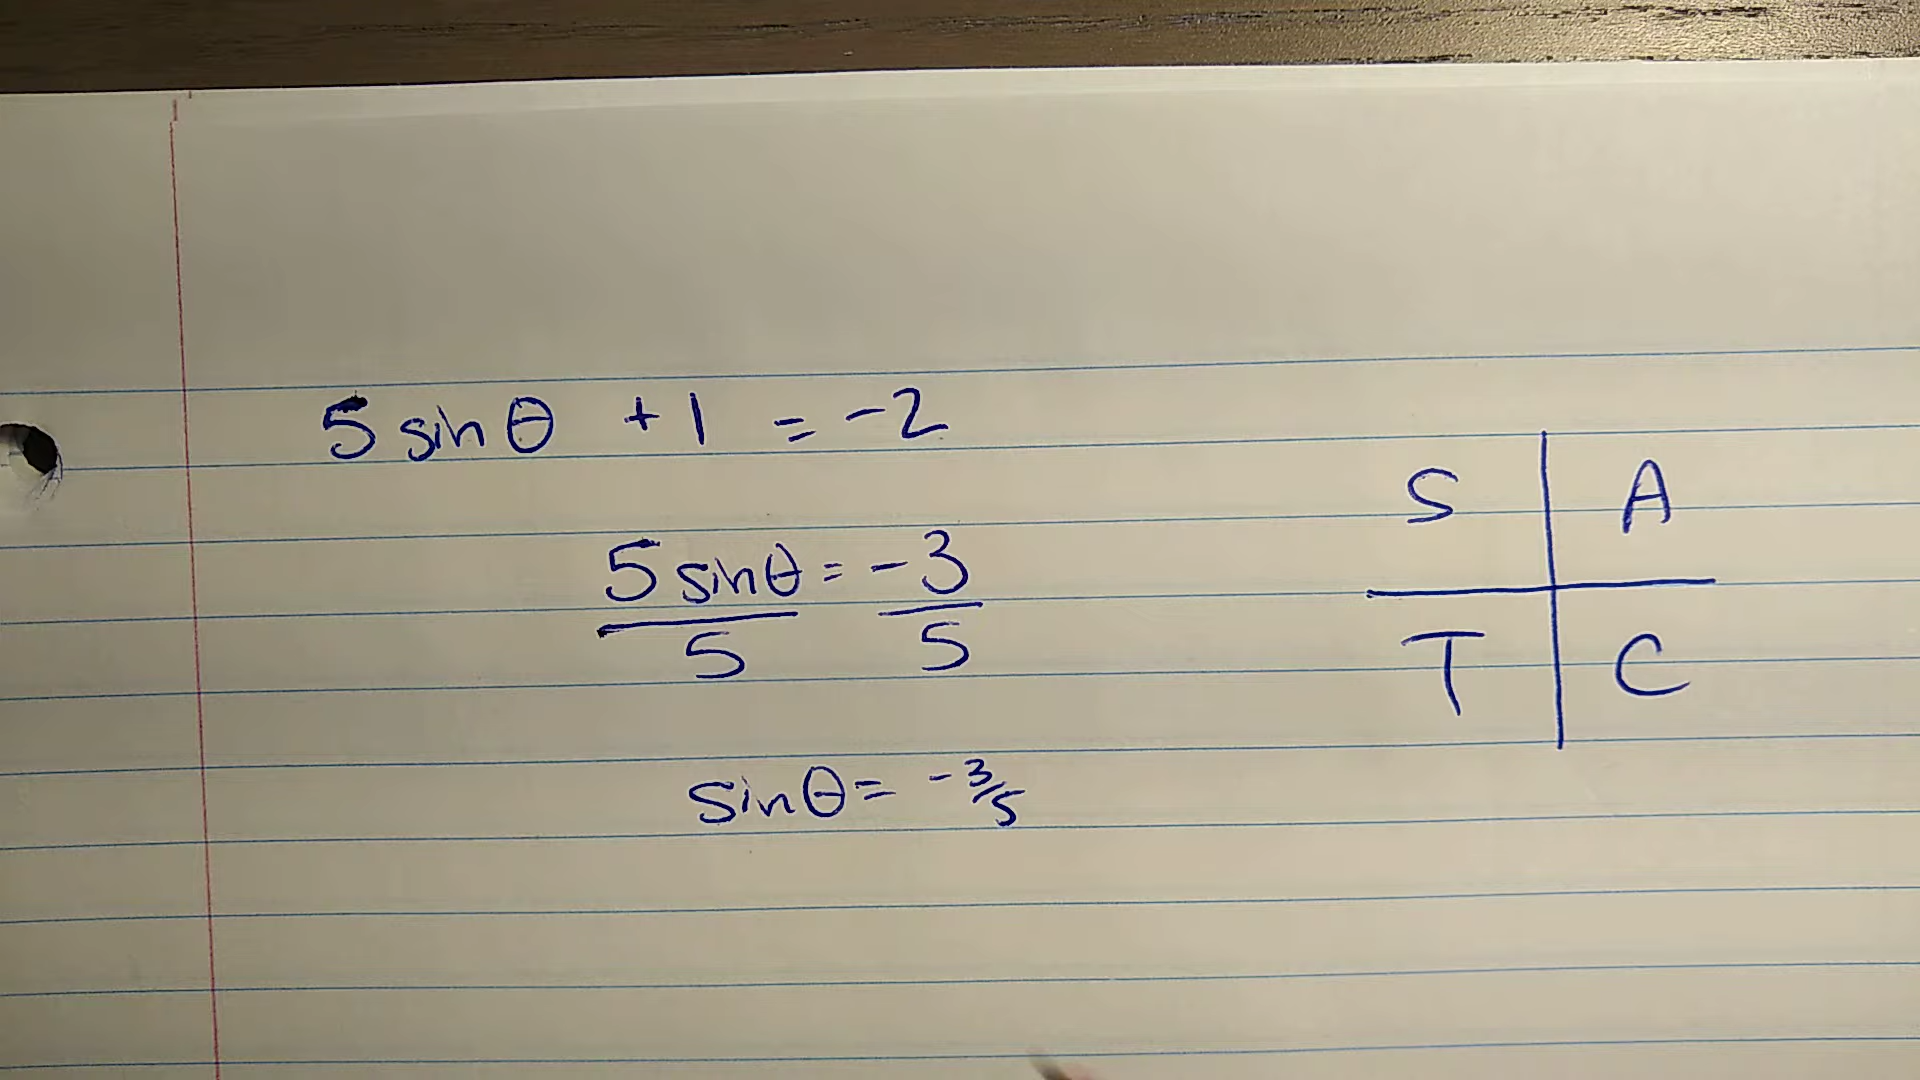 5 sin θ + 1 = -2
5 sin θ = -3
5 5
sin θ = -3/5
S A
T C